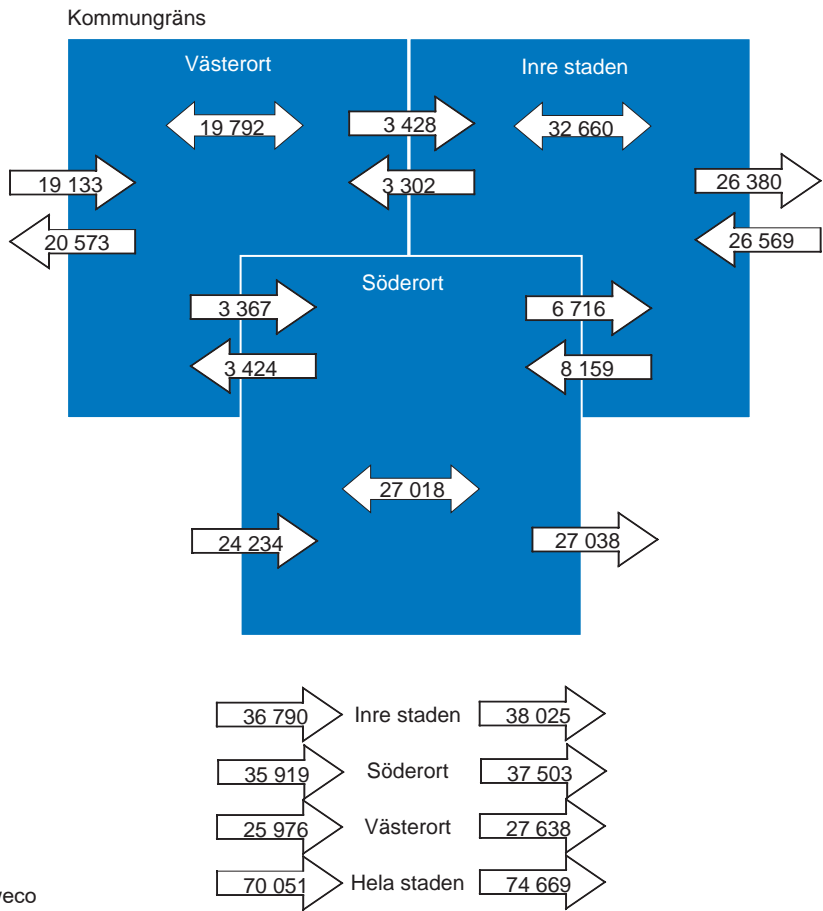 Kommungräns
Västerort
Inre staden
19 792
3 428
32 660
19 133
3 302
26 380
20 573
26 569
Söderort
3 367
6 716
3 424
8 159
27 018
24 234
27 038
36 790 Inre staden 38 025
35 919 Söderort 37 503
25 976 Västerort 27 638
70 051 Hela staden 74 669